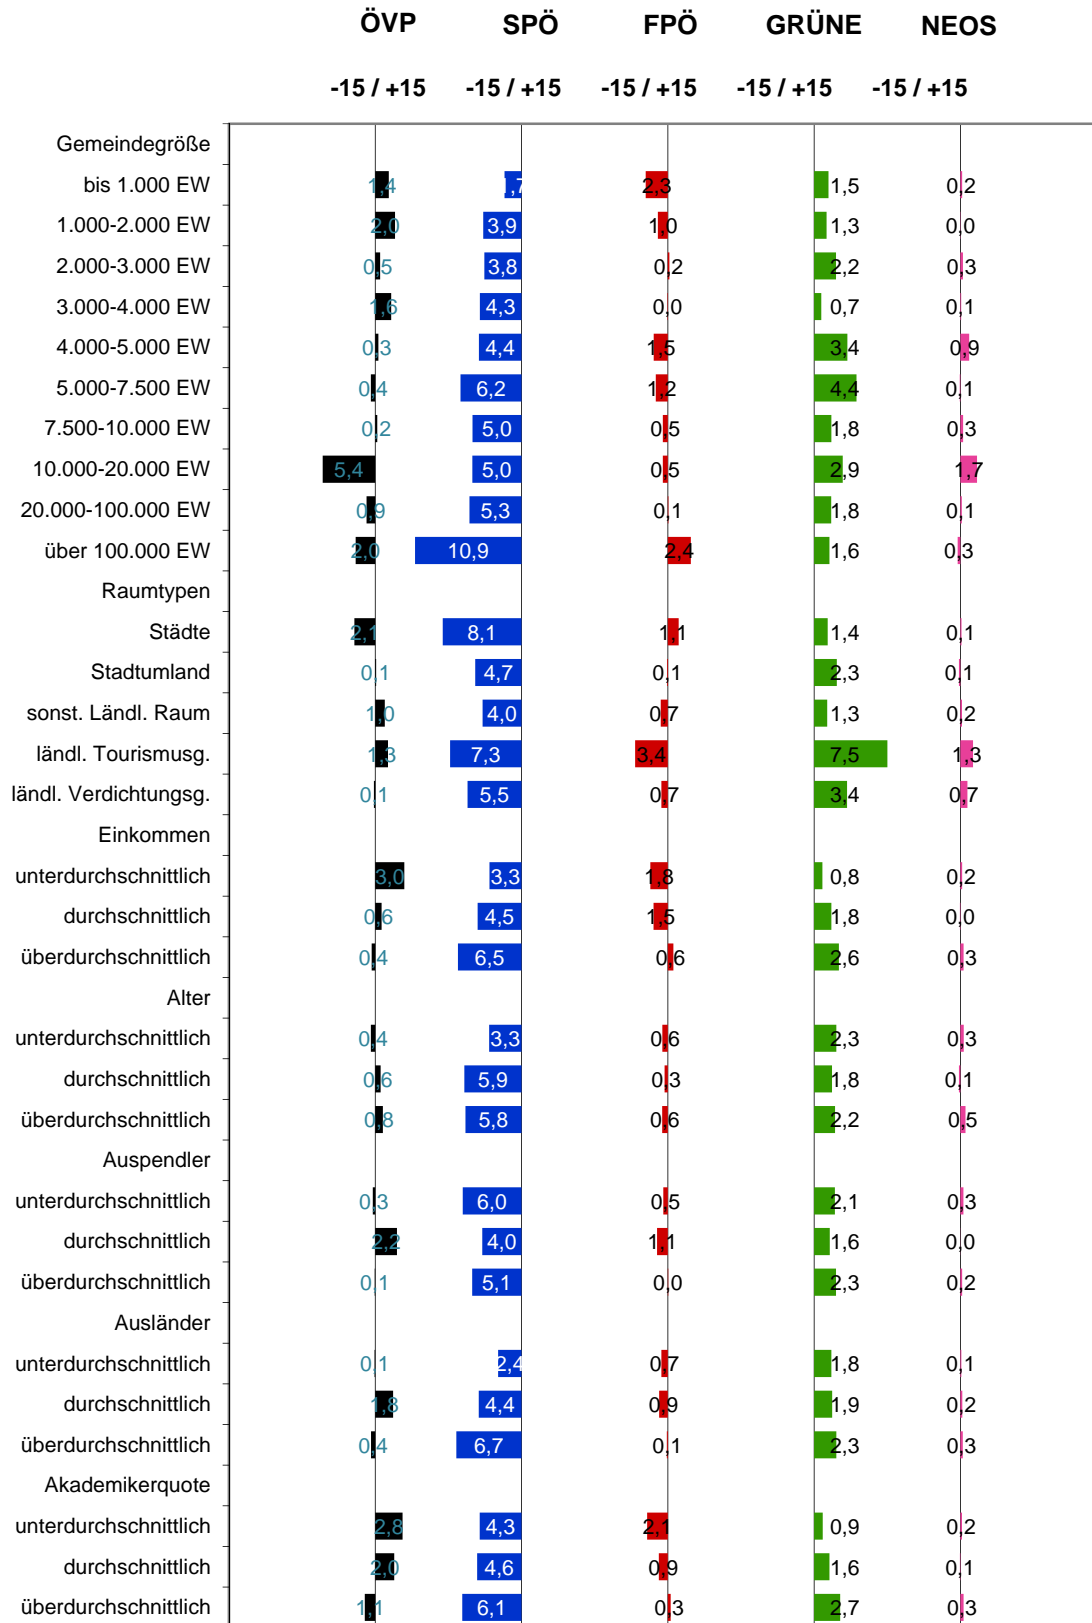 ÖVP SPÖ FPÖ GRÜNE NEOS
-15 / +15 -15 / +15 -15 / +15 -15 / +15 -15 / +15
Gemeindegröße
bis 1.000 EW 1,4 1,7 2,3 1,5 0,2
1.000-2.000 EW 2,0 3,9 1,0 1,3 0,0
2.000-3.000 EW 0,5 3,8 0,2 2,2 0,3
3.000-4.000 EW 1,6 4,3 0,0 0,7 0,1
4.000-5.000 EW 0,3 4,4 1,5 3,4 0,9
5.000-7.500 EW 0,4 6,2 1,2 4,4 0,1
7.500-10.000 EW 0,2 5,0 0,5 1,8 0,3
10.000-20.000 EW 5,4 5,0 0,5 2,9 1,7
20.000-100.000 EW 0,9 5,3 0,1 1,8 0,1
über 100.000 EW 2,0 10,9 2,4 1,6 0,3
Raumtypen
Städte 2,1 8,1 1,1 1,4 0,1
Stadtumland 0,1 4,7 0,1 2,3 0,1
sonst. Ländl. Raum 1,0 4,0 0,7 1,3 0,2
ländl. Tourismusg. 1,3 7,3 3,4 7,5 1,3
ländl. Verdichtungsg. 0,1 5,5 0,7 3,4 0,7
Einkommen
unterdurchschnittlich 3,0 3,3 1,8 0,8 0,2
durchschnittlich 0,6 4,5 1,5 1,8 0,0
überdurchschnittlich 0,4 6,5 0,6 2,6 0,3
Alter
unterdurchschnittlich 0,4 3,3 0,6 2,3 0,3
durchschnittlich 0,6 5,9 0,3 1,8 0,1
überdurchschnittlich 0,8 5,8 0,6 2,2 0,5
Auspendler
unterdurchschnittlich 0,3 6,0 0,5 2,1 0,3
durchschnittlich 2,2 4,0 1,1 1,6 0,0
überdurchschnittlich 0,1 5,1 0,0 2,3 0,2
Ausländer
unterdurchschnittlich 0,1 2,4 0,7 1,8 0,1
durchschnittlich 1,8 4,4 0,9 1,9 0,2
überdurchschnittlich 0,4 6,7 0,1 2,3 0,3
Akademikerquote
unterdurchschnittlich 2,8 4,3 2,1 0,9 0,2
durchschnittlich 2,0 4,6 0,9 1,6 0,1
überdurchschnittlich 1,1 6,1 0,3 2,7 0,3